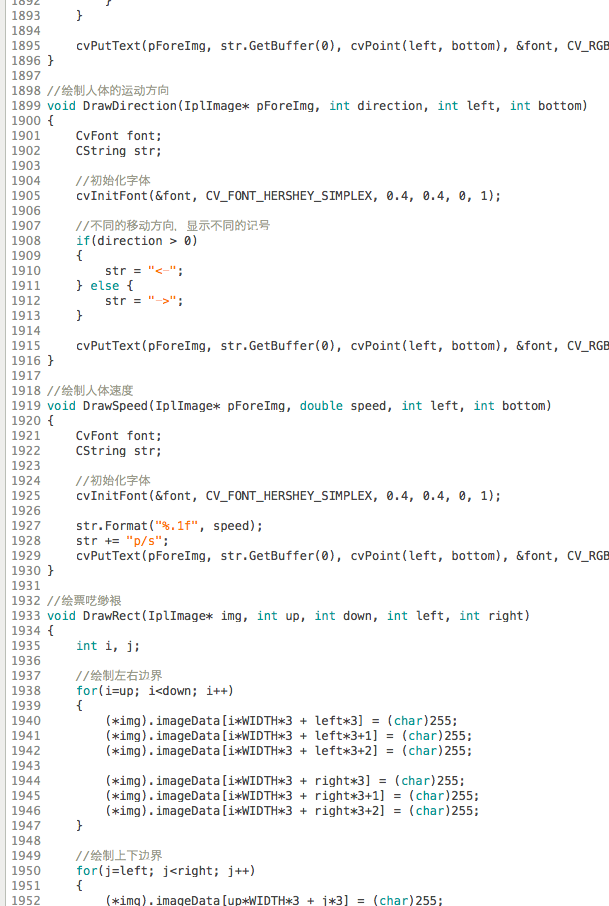 1892         }
1893     }
1894
1895     cvPutText(pForeImg, str.GetBuffer(0), cvPoint(left, bottom), &font, CV_RGB
1896 }
1897
1898 //绘制人体的运动方向
1899 void DrawDirection(IplImage* pForeImg, int direction, int left, int bottom)
1900 {
1901     CvFont font;
1902     CString str;
1903
1904     //初始化字体
1905     cvInitFont(&font, CV_FONT_HERSHEY_SIMPLEX, 0.4, 0.4, 0, 1);
1906
1907     //不同的移动方向，显示不同的记号
1908     if(direction > 0)
1909     {
1910         str = "<-";
1911     } else {
1912         str = "->";
1913     }
1914
1915     cvPutText(pForeImg, str.GetBuffer(0), cvPoint(left, bottom), &font, CV_RGB
1916 }
1917
1918 //绘制人体速度
1919 void DrawSpeed(IplImage* pForeImg, double speed, int left, int bottom)
1920 {
1921     CvFont font;
1922     CString str;
1923
1924     //初始化字体
1925     cvInitFont(&font, CV_FONT_HERSHEY_SIMPLEX, 0.4, 0.4, 0, 1);
1926
1927     str.Format("%.1f", speed);
1928     str += "p/s";
1929     cvPutText(pForeImg, str.GetBuffer(0), cvPoint(left, bottom), &font, CV_RGB
1930 }
1931
1932 //绘票呓缈裉
1933 void DrawRect(IplImage* img, int up, int down, int left, int right)
1934 {
1935     int i, j;
1936
1937     //绘制左右边界
1938     for(i=up; i<down; i++)
1939     {
1940         (*img).imageData[i*WIDTH*3 + left*3] = (char)255;
1941         (*img).imageData[i*WIDTH*3 + left*3+1] = (char)255;
1942         (*img).imageData[i*WIDTH*3 + left*3+2] = (char)255;
1943
1944         (*img).imageData[i*WIDTH*3 + right*3] = (char)255;
1945         (*img).imageData[i*WIDTH*3 + right*3+1] = (char)255;
1946         (*img).imageData[i*WIDTH*3 + right*3+2] = (char)255;
1947     }
1948
1949     //绘制上下边界
1950     for(j=left; j<right; j++)
1951     {
1952         (*img).imageData[up*WIDTH*3 + j*3] = (char)255;